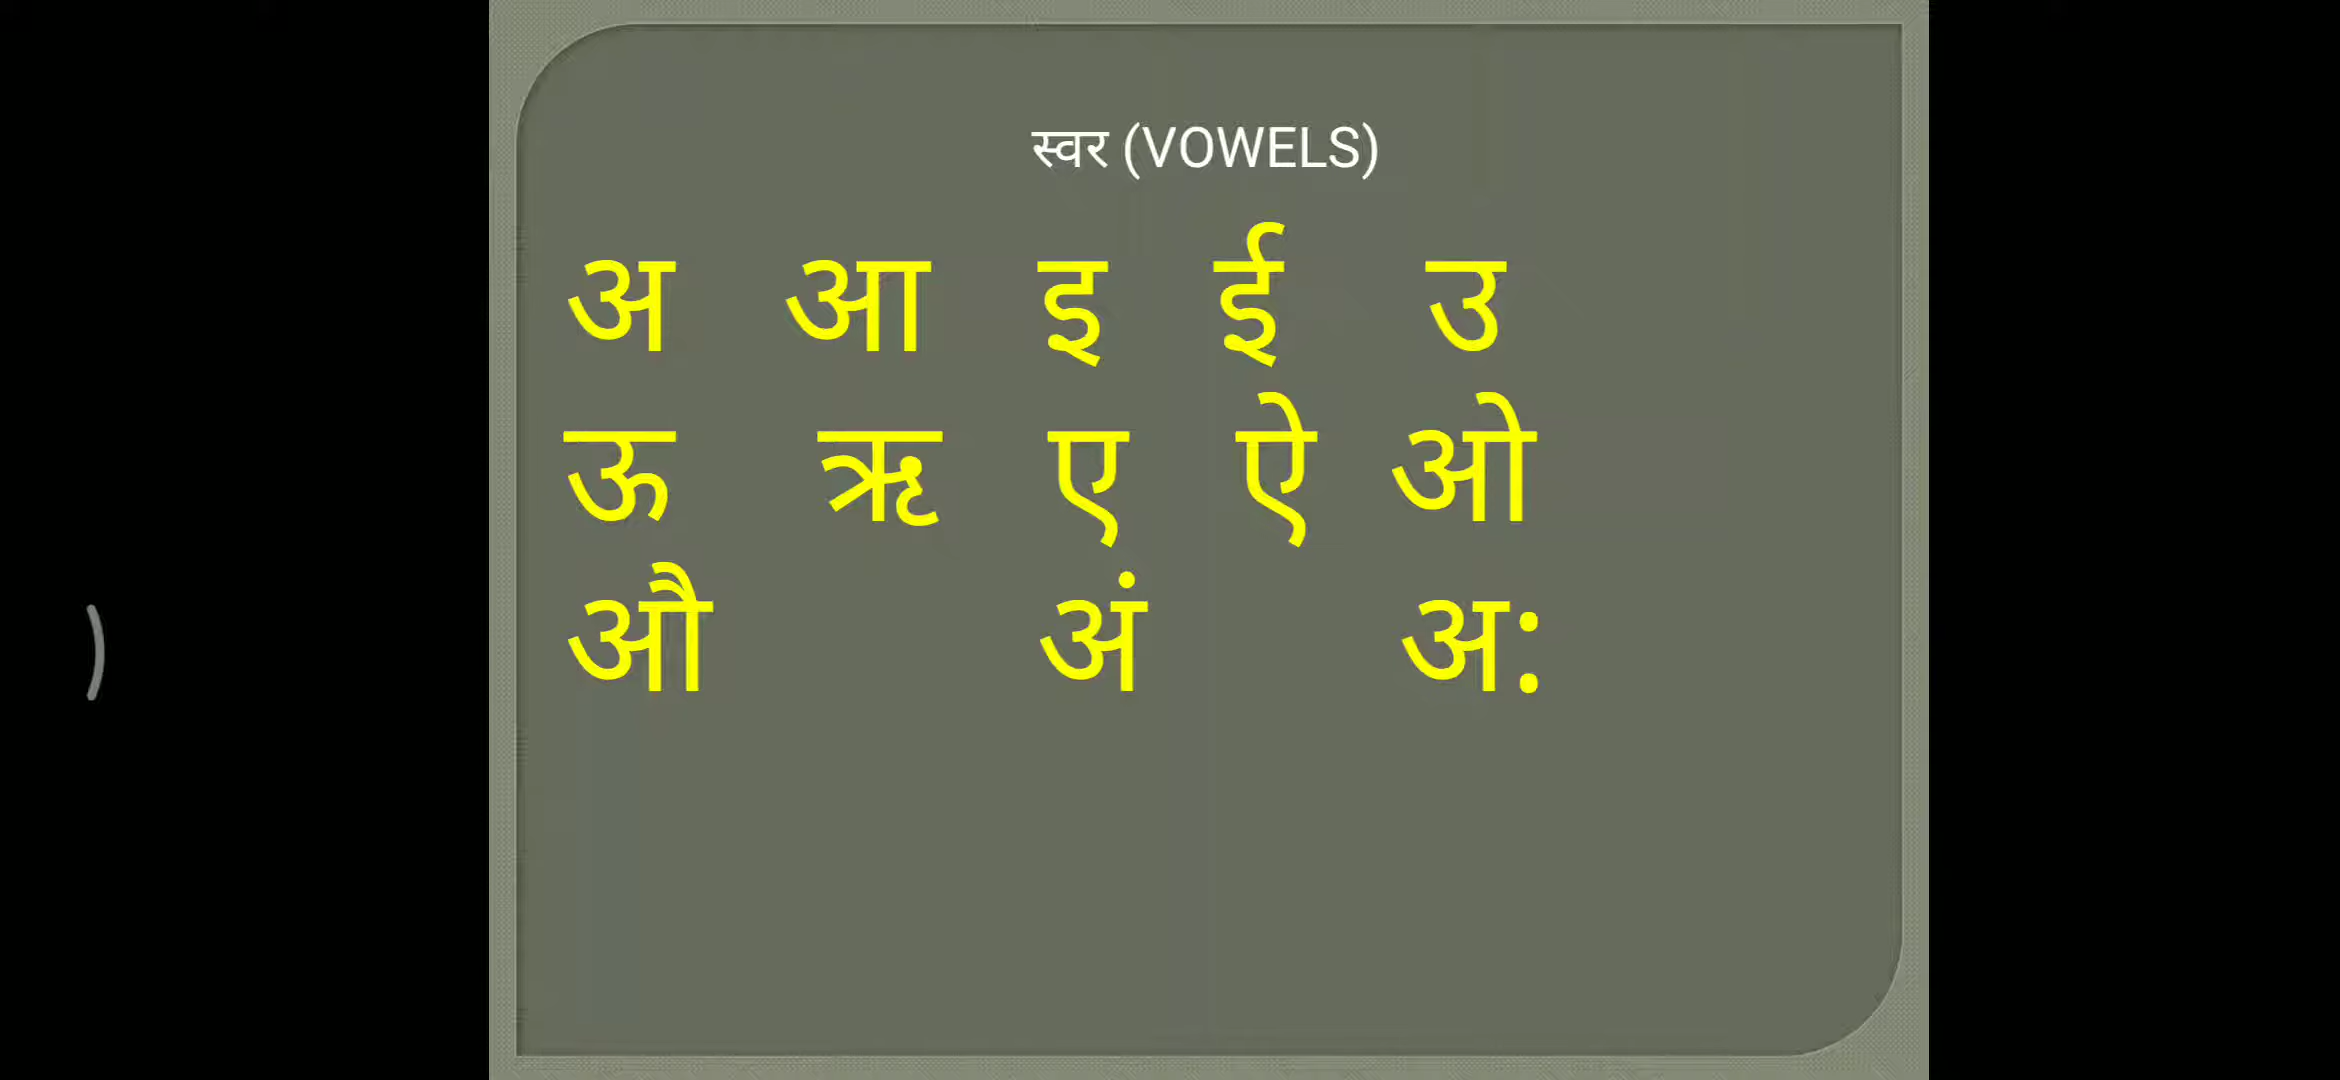 स्वर (VOWELS)
अ आ इ ई उ
ऊ ऋ ए ऐ ओ
औ अं अ: